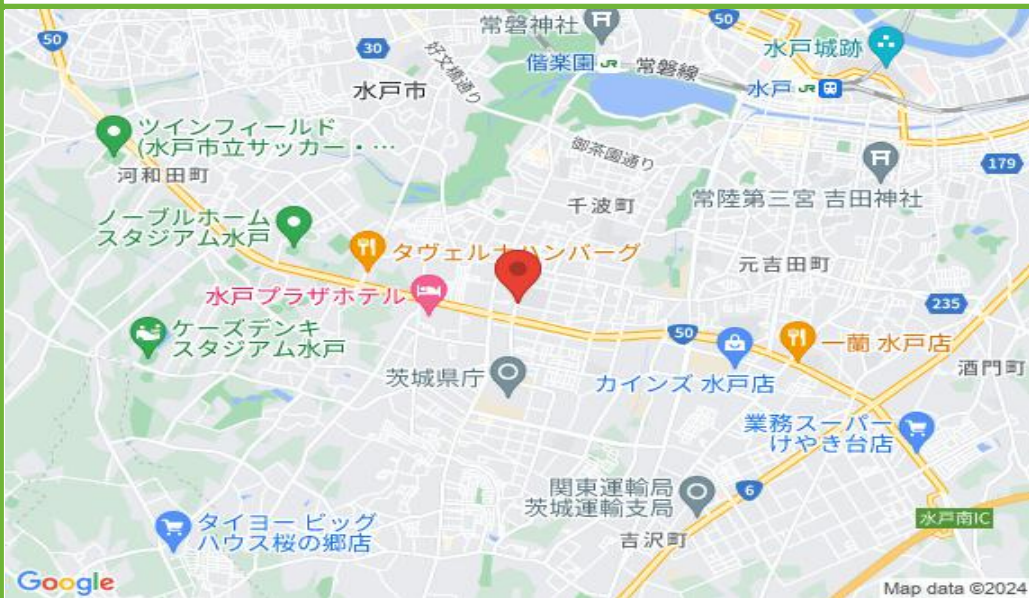 常磐神社
50
50
水戸城跡
30
偕楽園 JR
常磐線
好文橋通り
水戸市
水戸 JR
ツインフィールド
(水戸市立サッカー・…
河和田町
御茶園通り
179
千波町
常陸第三宮 吉田神社
ノーブルホーム
スタジアム水戸
タヴェルナハンバーグ
元吉田町
水戸プラザホテル
235
ケーズデンキ
スタジアム水戸
50
一蘭 水戸店
酒門町
茨城県庁
カインズ 水戸店
業務スーパー
けやき台店
関東運輸局
茨城運輸支局
6
水戸南IC
タイヨー ビッグ
ハウス桜の郷店
吉沢町
Google
Map data ©2024